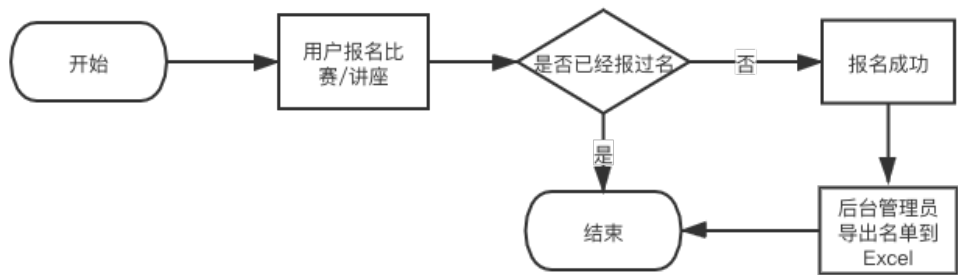 开始
用户报名比
赛/讲座
是否已经报过名
否
报名成功
是
结束
后台管理员
导出名单到
Excel